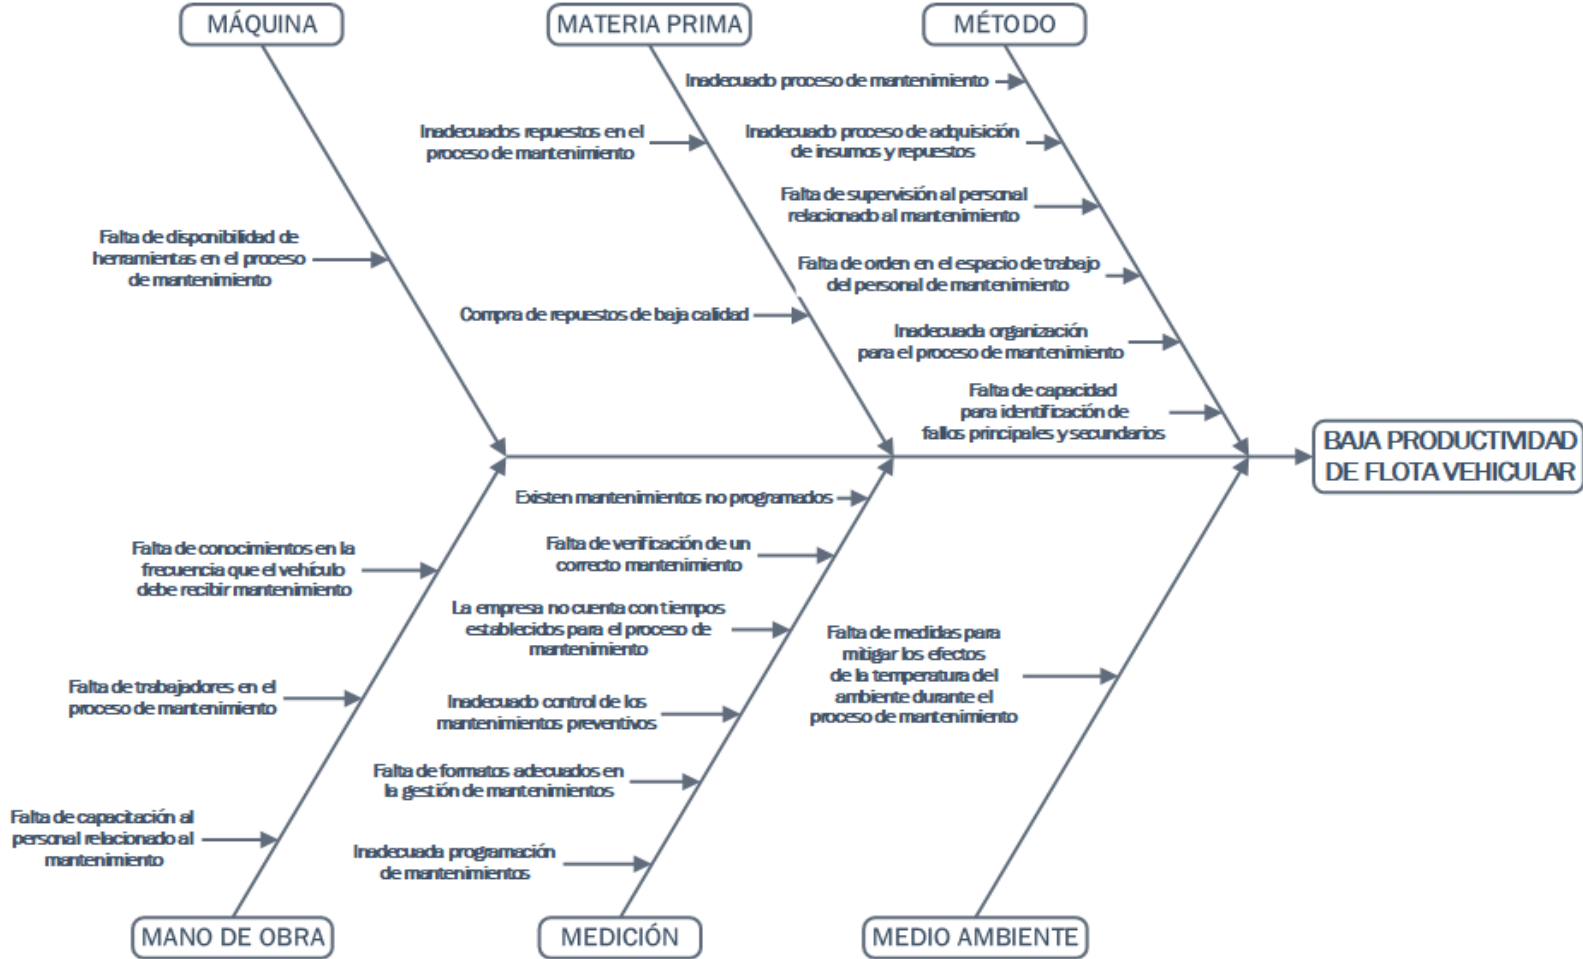 MÁQUINA
MATERIA PRIMA
MÉTODO
Falta de disponibilidad de
herramientas en el proceso
de mantenimiento
Inadecuados repuestos en el
proceso de mantenimiento
Compra de repuestos de baja calidad
Inadecuado proceso de mantenimiento
Inadecuado proceso de adquisición
de insumos y repuestos
Falta de supervisión al personal
relacionado al mantenimiento
Falta de orden en el espacio de trabajo
del personal de mantenimiento
Inadecuada organización
para el proceso de mantenimiento
Falta de capacidad
para identificación de
fallos principales y secundarios
BAJA PRODUCTIVIDAD
DE FLOTA VEHICULAR
Falta de conocimientos en la
frecuencia que el vehículo
debe recibir mantenimiento
Falta de trabajadores en el
proceso de mantenimiento
Falta de capacitación al
personal relacionado al
mantenimiento
Existen mantenimientos no programados
Falta de verificación de un
correcto mantenimiento
La empresa no cuenta con tiempos
establecidos para el proceso de
mantenimiento
Inadecuado control de los
mantenimientos preventivos
Falta de formatos adecuados en
la gestión de mantenimientos
Inadecuada programación
de mantenimientos
Falta de medidas para
mitigar los efectos
de la temperatura del
ambiente durante el
proceso de mantenimiento
MANO DE OBRA
MEDICIÓN
MEDIO AMBIENTE